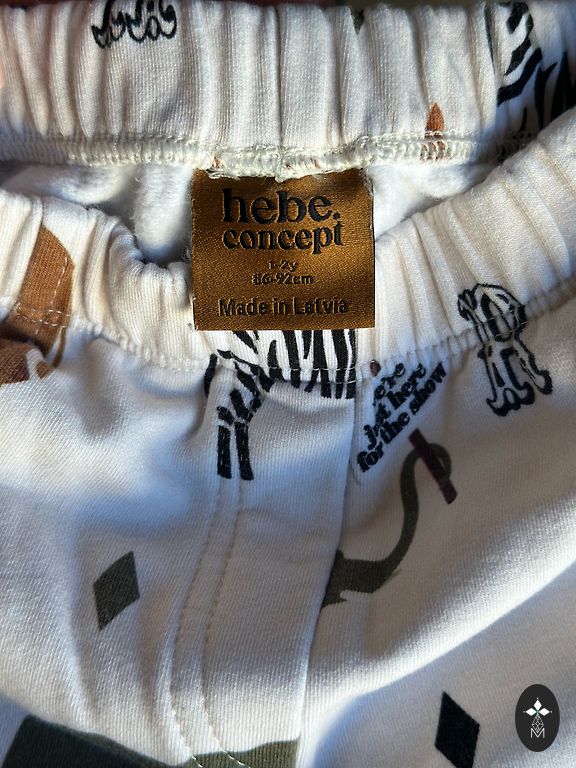 hebe.
concept
1-2y
86-92cm
Made in Latvia
R
just here
for the show
M